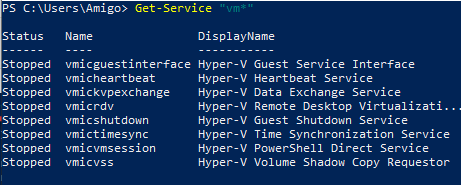 PS C:\Users\Amigo> Get-Service "vm*"
Status Name DisplayName
------ ---- -----------
Stopped vmicguestinterface Hyper-V Guest Service Interface
Stopped vmicheartbeat Hyper-V Heartbeat Service
Stopped vmickvpexchange Hyper-V Data Exchange Service
Stopped vmicrdv Hyper-V Remote Desktop Virtualizati...
Stopped vmicshutdown Hyper-V Guest Shutdown Service
Stopped vmictimesync Hyper-V Time Synchronization Service
Stopped vmicvmsession Hyper-V PowerShell Direct Service
Stopped vmicvss Hyper-V Volume Shadow Copy Requestor